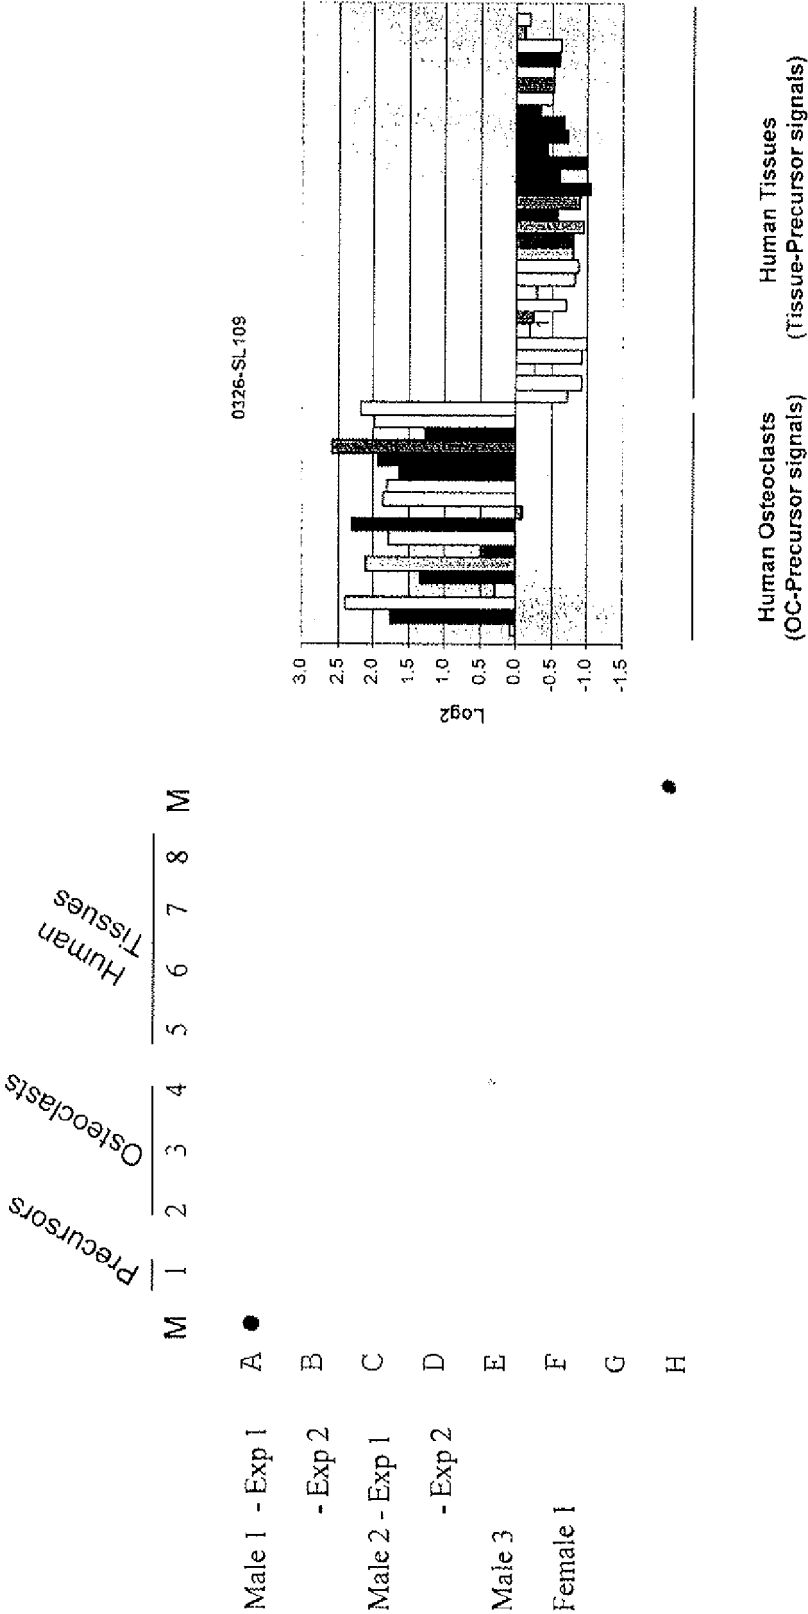 Precursors
Osteoclasts
Human
Tissues
M 1 2 3 4 5 6 7 8 M
Male 1 - Exp 1 A
- Exp 2 B
Male 2 - Exp 1 C
- Exp 2 D
Male 3 E
Female 1 F
G
H
0326-SL109
Log2
3.0
2.5
2.0
1.5
1.0
0.5
0.0
-0.5
-1.0
-1.5
Human Osteoclasts
(OC-Precursor signals)
Human Tissues
(Tissue-Precursor signals)